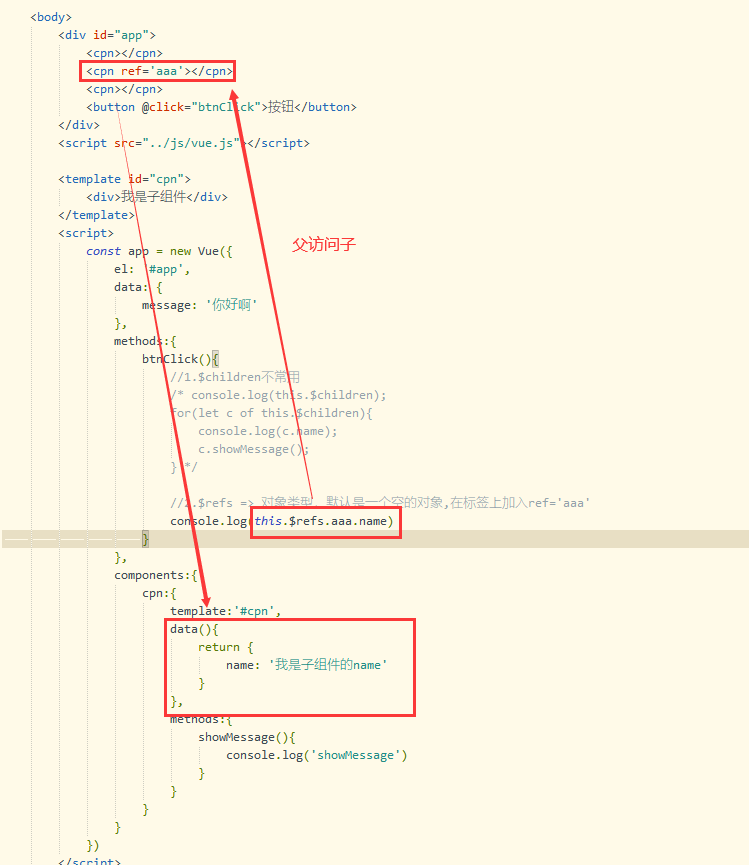 <body>
<div id="app">
<cpn></cpn>
<cpn ref='aaa'></cpn>
<cpn></cpn>
<button @click="btnClick">按钮</button>
</div>
<script src="../js/vue.js"></script>
<template id="cpn">
<div>我是子组件</div>
</template>
<script>
const app = new Vue({
父访问子
el: '#app',
data: {
message: '你好啊'
},
methods:{
btnClick(){
//1.$children不常用
/* console.log(this.$children);
for(let c of this.$children){
console.log(c.name);
c.showMessage();
} */
//2.$refs => 对象类型，默认是一个空的对象,在标签上加入ref='aaa'
console.log(this.$refs.aaa.name)
}
},
components:{
cpn:{
template:'#cpn',
data(){
return {
name: '我是子组件的name'
}
},
methods:{
showMessage(){
console.log('showMessage')
}
}
}
}
})
</script>